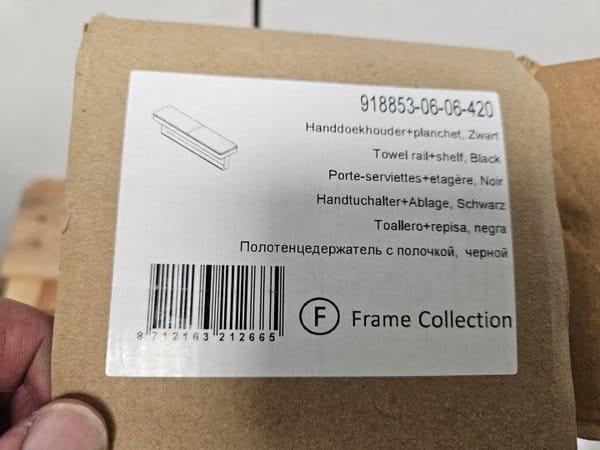 918853-06-06-420
Handdoekhouder+planchet, Zwart
Towel rail+shelf, Black
Porte-serviettes+etagère, Noir
Handtuchalter+Ablage, Schwarz
Toallero+repisa, negra
Полотенцедержатель с полочкой, черной
8 712163 212665
F Frame Collection